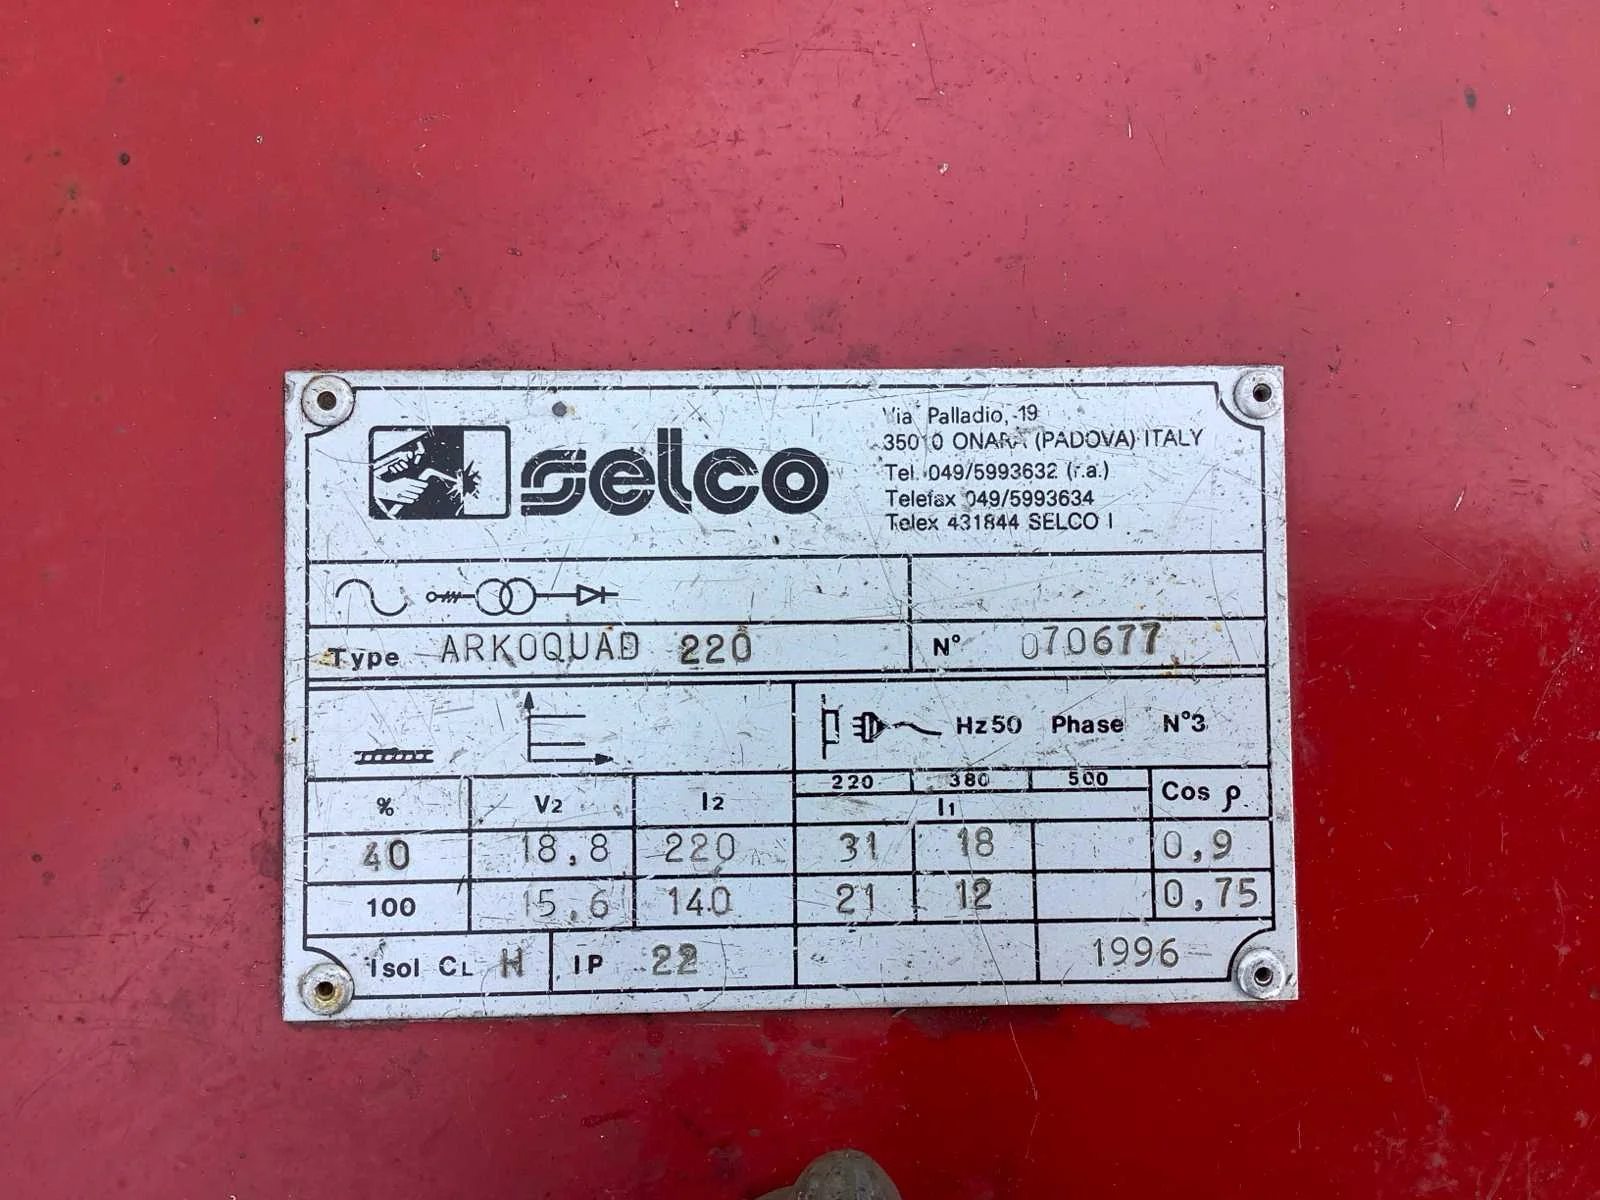 selco
Via Palladio, 19
35010 ONARA (PADOVA) ITALY
Tel. 049/5993632 (r.a.)
Telefax 049/5993634
Telex 431844 SELCO I
Type ARKOQUAD 220 N° 070677
Hz50 Phase N°3
220 380 500
% V2 I2 I1 Cos ρ
40 18,8 220 31 18 0,9
100 15,6 140 21 12 0,75
Isol CL H IP 22 1996